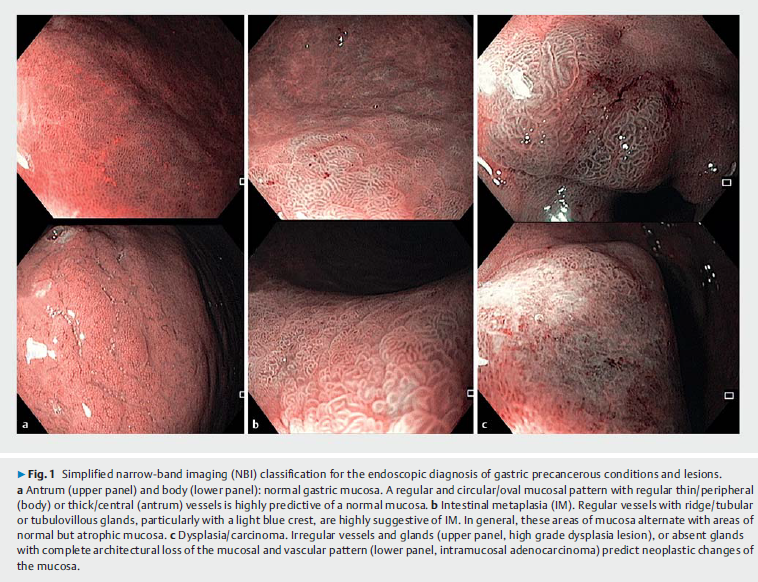 a
b
c
▶ Fig. 1 Simplified narrow-band imaging (NBI) classification for the endoscopic diagnosis of gastric precancerous conditions and lesions.
a Antrum (upper panel) and body (lower panel): normal gastric mucosa. A regular and circular/oval mucosal pattern with regular thin/peripheral
(body) or thick/central (antrum) vessels is highly predictive of a normal mucosa. b Intestinal metaplasia (IM). Regular vessels with ridge/tubular
or tubulovillous glands, particularly with a light blue crest, are highly suggestive of IM. In general, these areas of mucosa alternate with areas of
normal but atrophic mucosa. c Dysplasia/carcinoma. Irregular vessels and glands (upper panel, high grade dysplasia lesion), or absent glands
with complete architectural loss of the mucosal and vascular pattern (lower panel, intramucosal adenocarcinoma) predict neoplastic changes of
the mucosa.